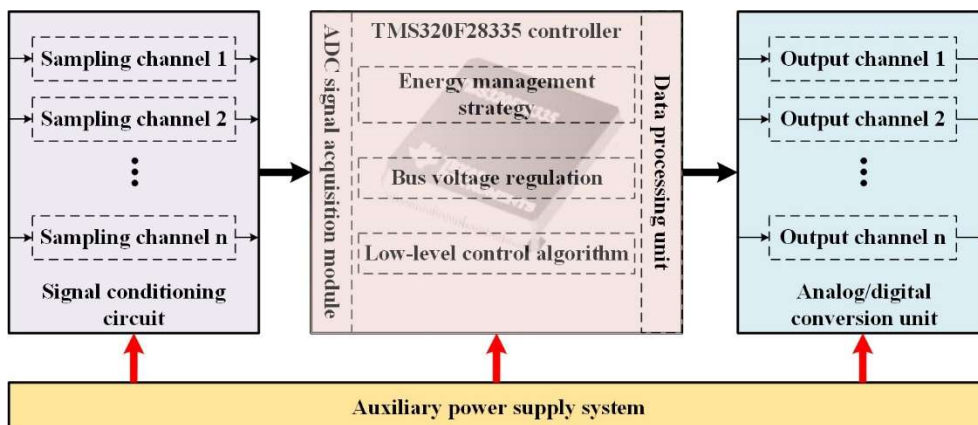 Sampling channel 1
Sampling channel 2
Sampling channel n
Signal conditioning
circuit
ADC signal acquisition module
TMS320F28335 controller
Energy management
strategy
Bus voltage regulation
Low-level control algorithm
Data processing unit
Output channel 1
Output channel 2
Output channel n
Analog/digital
conversion unit
Auxiliary power supply system